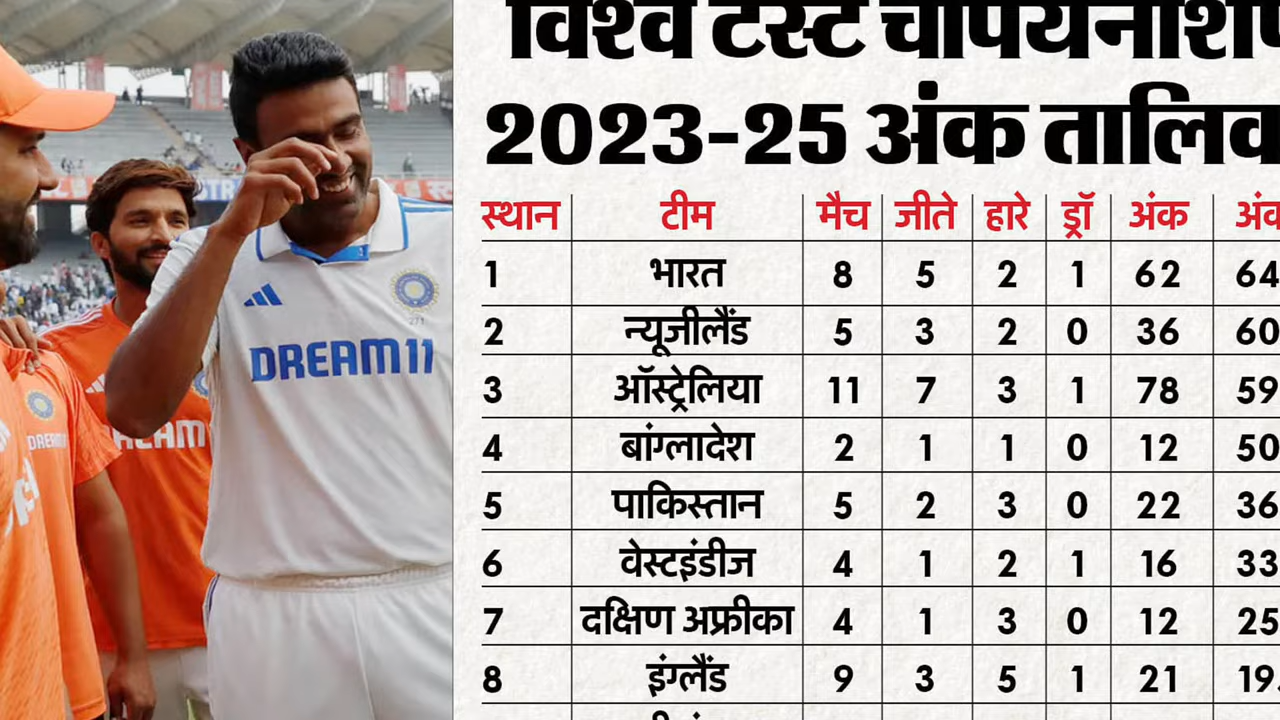 विश्व टेस्ट चैंपियनशिप
2023-25 अंक तालिक
स्थान टीम मैच जीते हारे ड्रॉ अंक
1 भारत 8 5 2 1 62 64
2 न्यूजीलैंड 5 3 2 0 36 60
3 ऑस्ट्रेलिया 11 7 3 1 78 59
4 बांग्लादेश 2 1 1 0 12 50
5 पाकिस्तान 5 2 3 0 22 36
6 वेस्टइंडीज 4 1 2 1 16 33
7 दक्षिण अफ्रीका 4 1 3 0 12 25
8 इंग्लैंड 9 3 5 1 21 19.
271
DREAM11
DREAM
DREAM